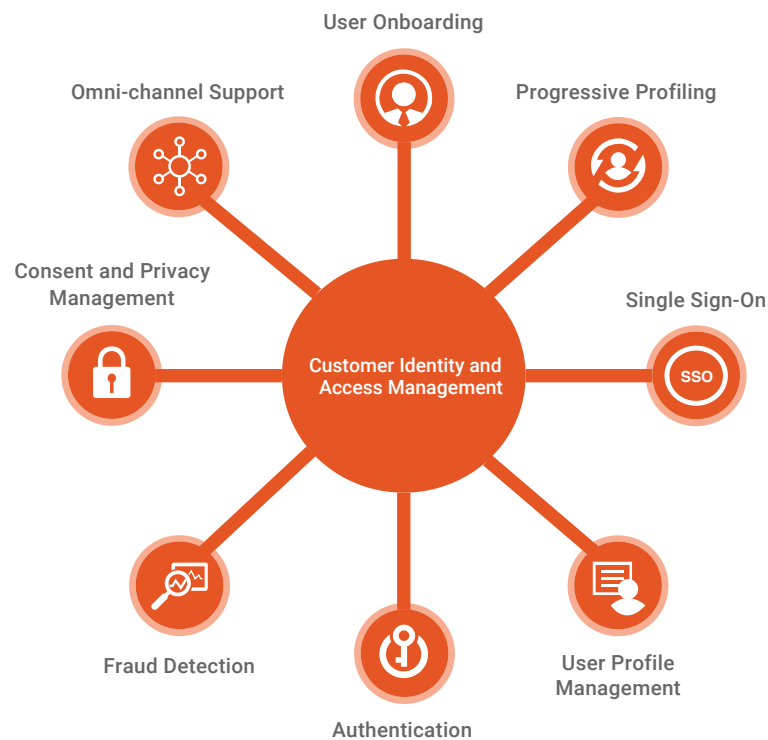 User Onboarding
Omni-channel Support
Progressive Profiling
Consent and Privacy
Management
Single Sign-On
Customer Identity and
Access Management
SSO
Fraud Detection
User Profile
Management
Authentication